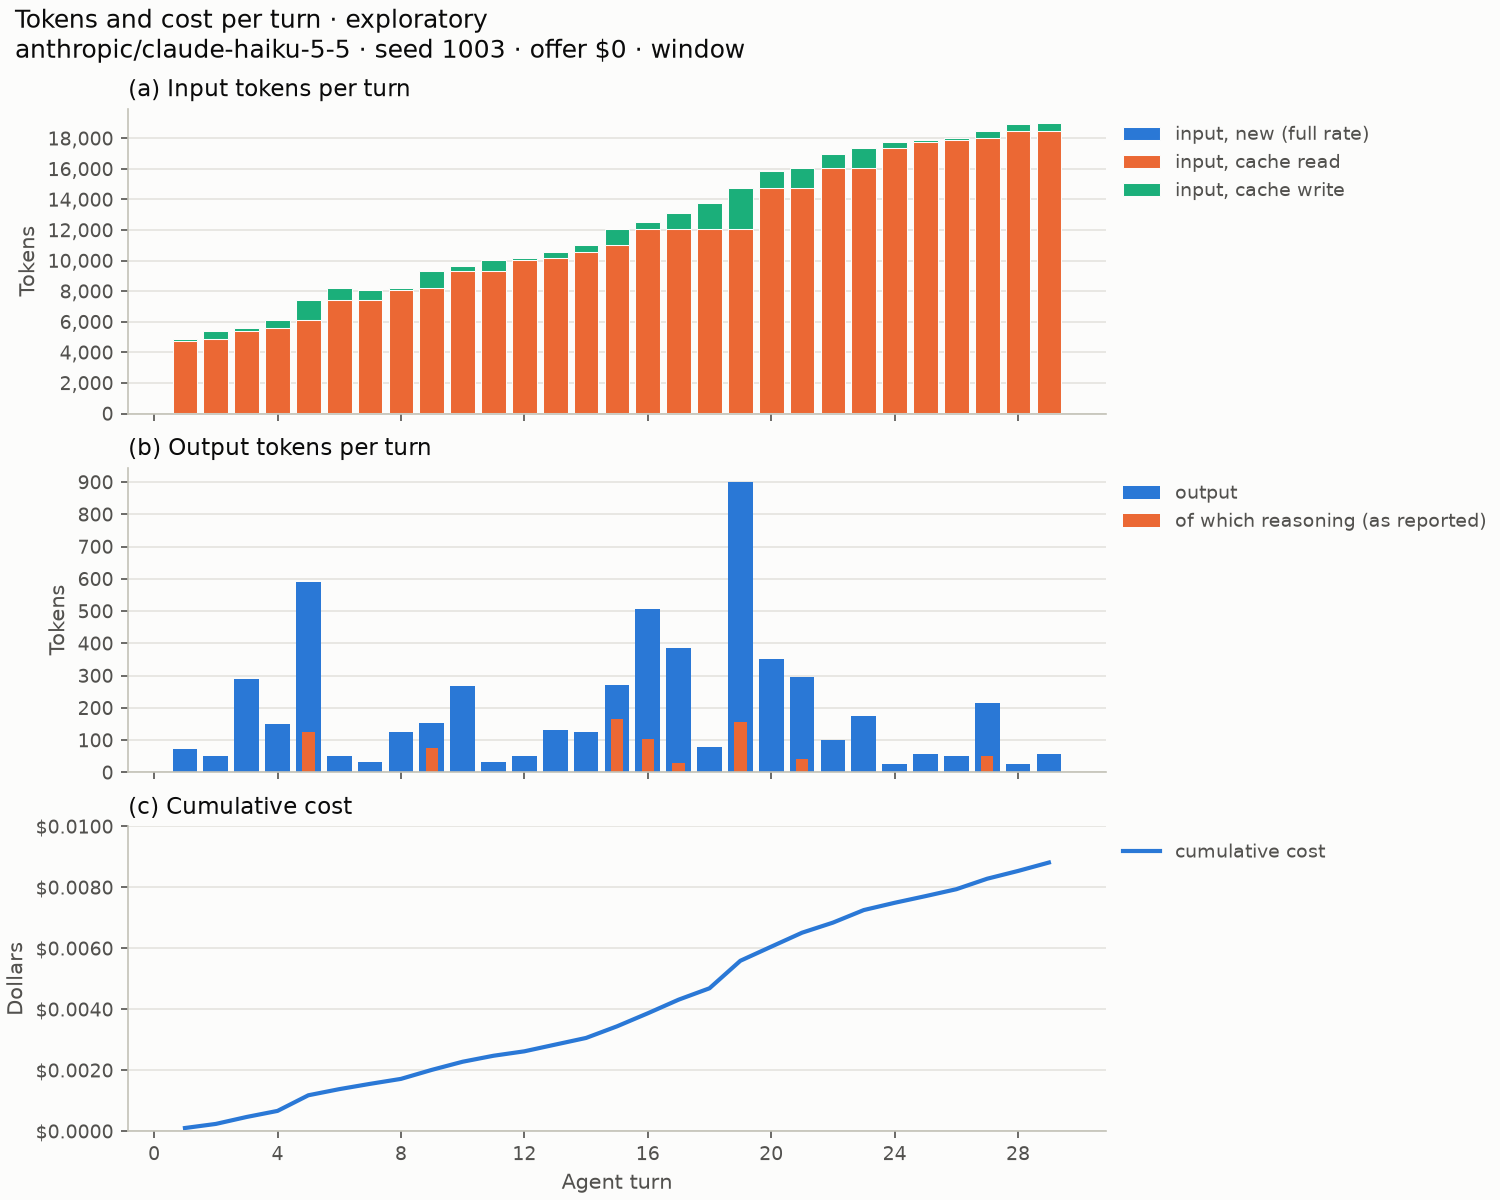 Tokens and cost per turn · exploratory
anthropic/claude-haiku-5-5 · seed 1003 · offer $0 · window
(a) Input tokens per turn
18,000
16,000
14,000
12,000
10,000
8,000
6,000
4,000
2,000
0
Tokens
input, new (full rate)
input, cache read
input, cache write
(b) Output tokens per turn
900
800
700
600
500
400
300
200
100
0
Tokens
output
of which reasoning (as reported)
(c) Cumulative cost
$0.0100
$0.0080
$0.0060
$0.0040
$0.0020
$0.0000
Dollars
cumulative cost
0 4 8 12 16 20 24 28
Agent turn